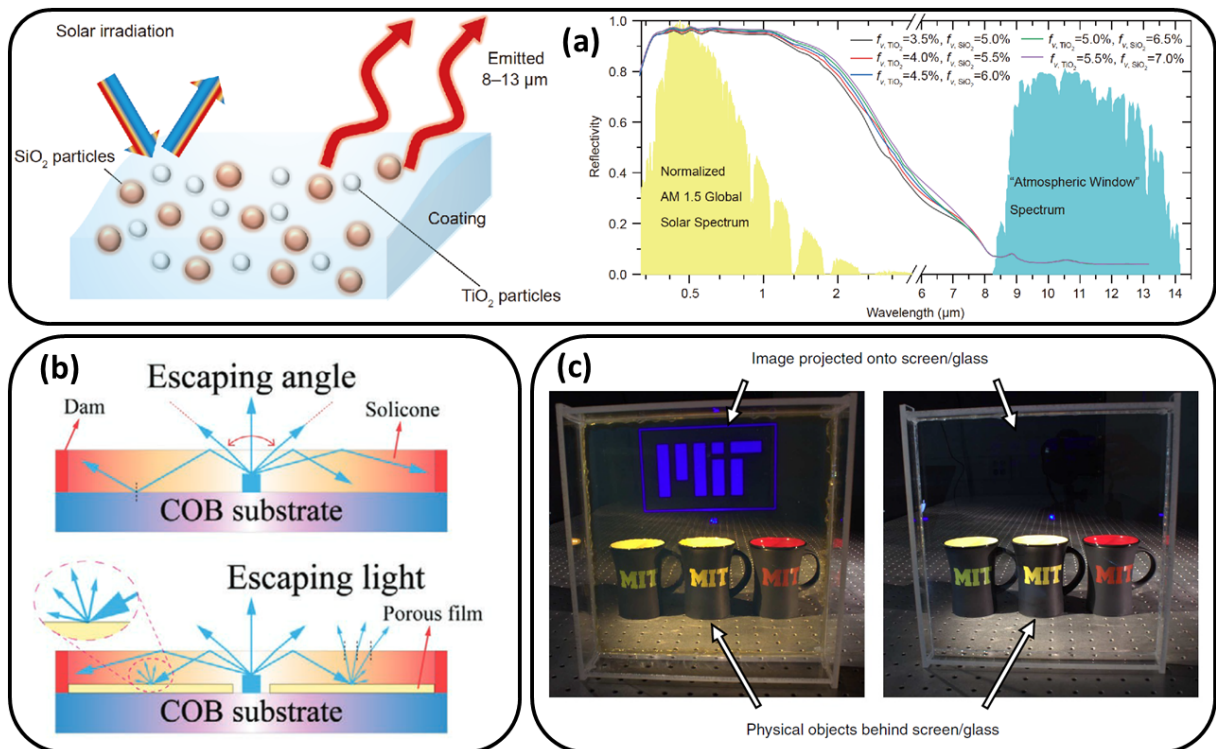 Solar irradiation
Emitted
8–13 μm
SiO2 particles
Coating
TiO2 particles
(a)
1.0
0.8
0.6
0.4
0.2
0.0
Reflectivity
fv, TiO2=3.5%, fv, SiO2=5.0%
fv, TiO2=4.0%, fv, SiO2=5.5%
fv, TiO2=4.5%, fv, SiO2=6.0%
fv, TiO2=5.0%, fv, SiO2=6.5%
fv, TiO2=5.5%, fv, SiO2=7.0%
Normalized
AM 1.5 Global
Solar Spectrum
"Atmospheric Window"
Spectrum
0.5 1 2 6 7 8 9 10 11 12 13 14
Wavelength (μm)
(b)
Escaping angle
Dam
Solicone
COB substrate
Escaping light
Porous film
COB substrate
(c)
Image projected onto screen/glass
MIT
MIT MIT MIT
MIT MIT MIT
Physical objects behind screen/glass